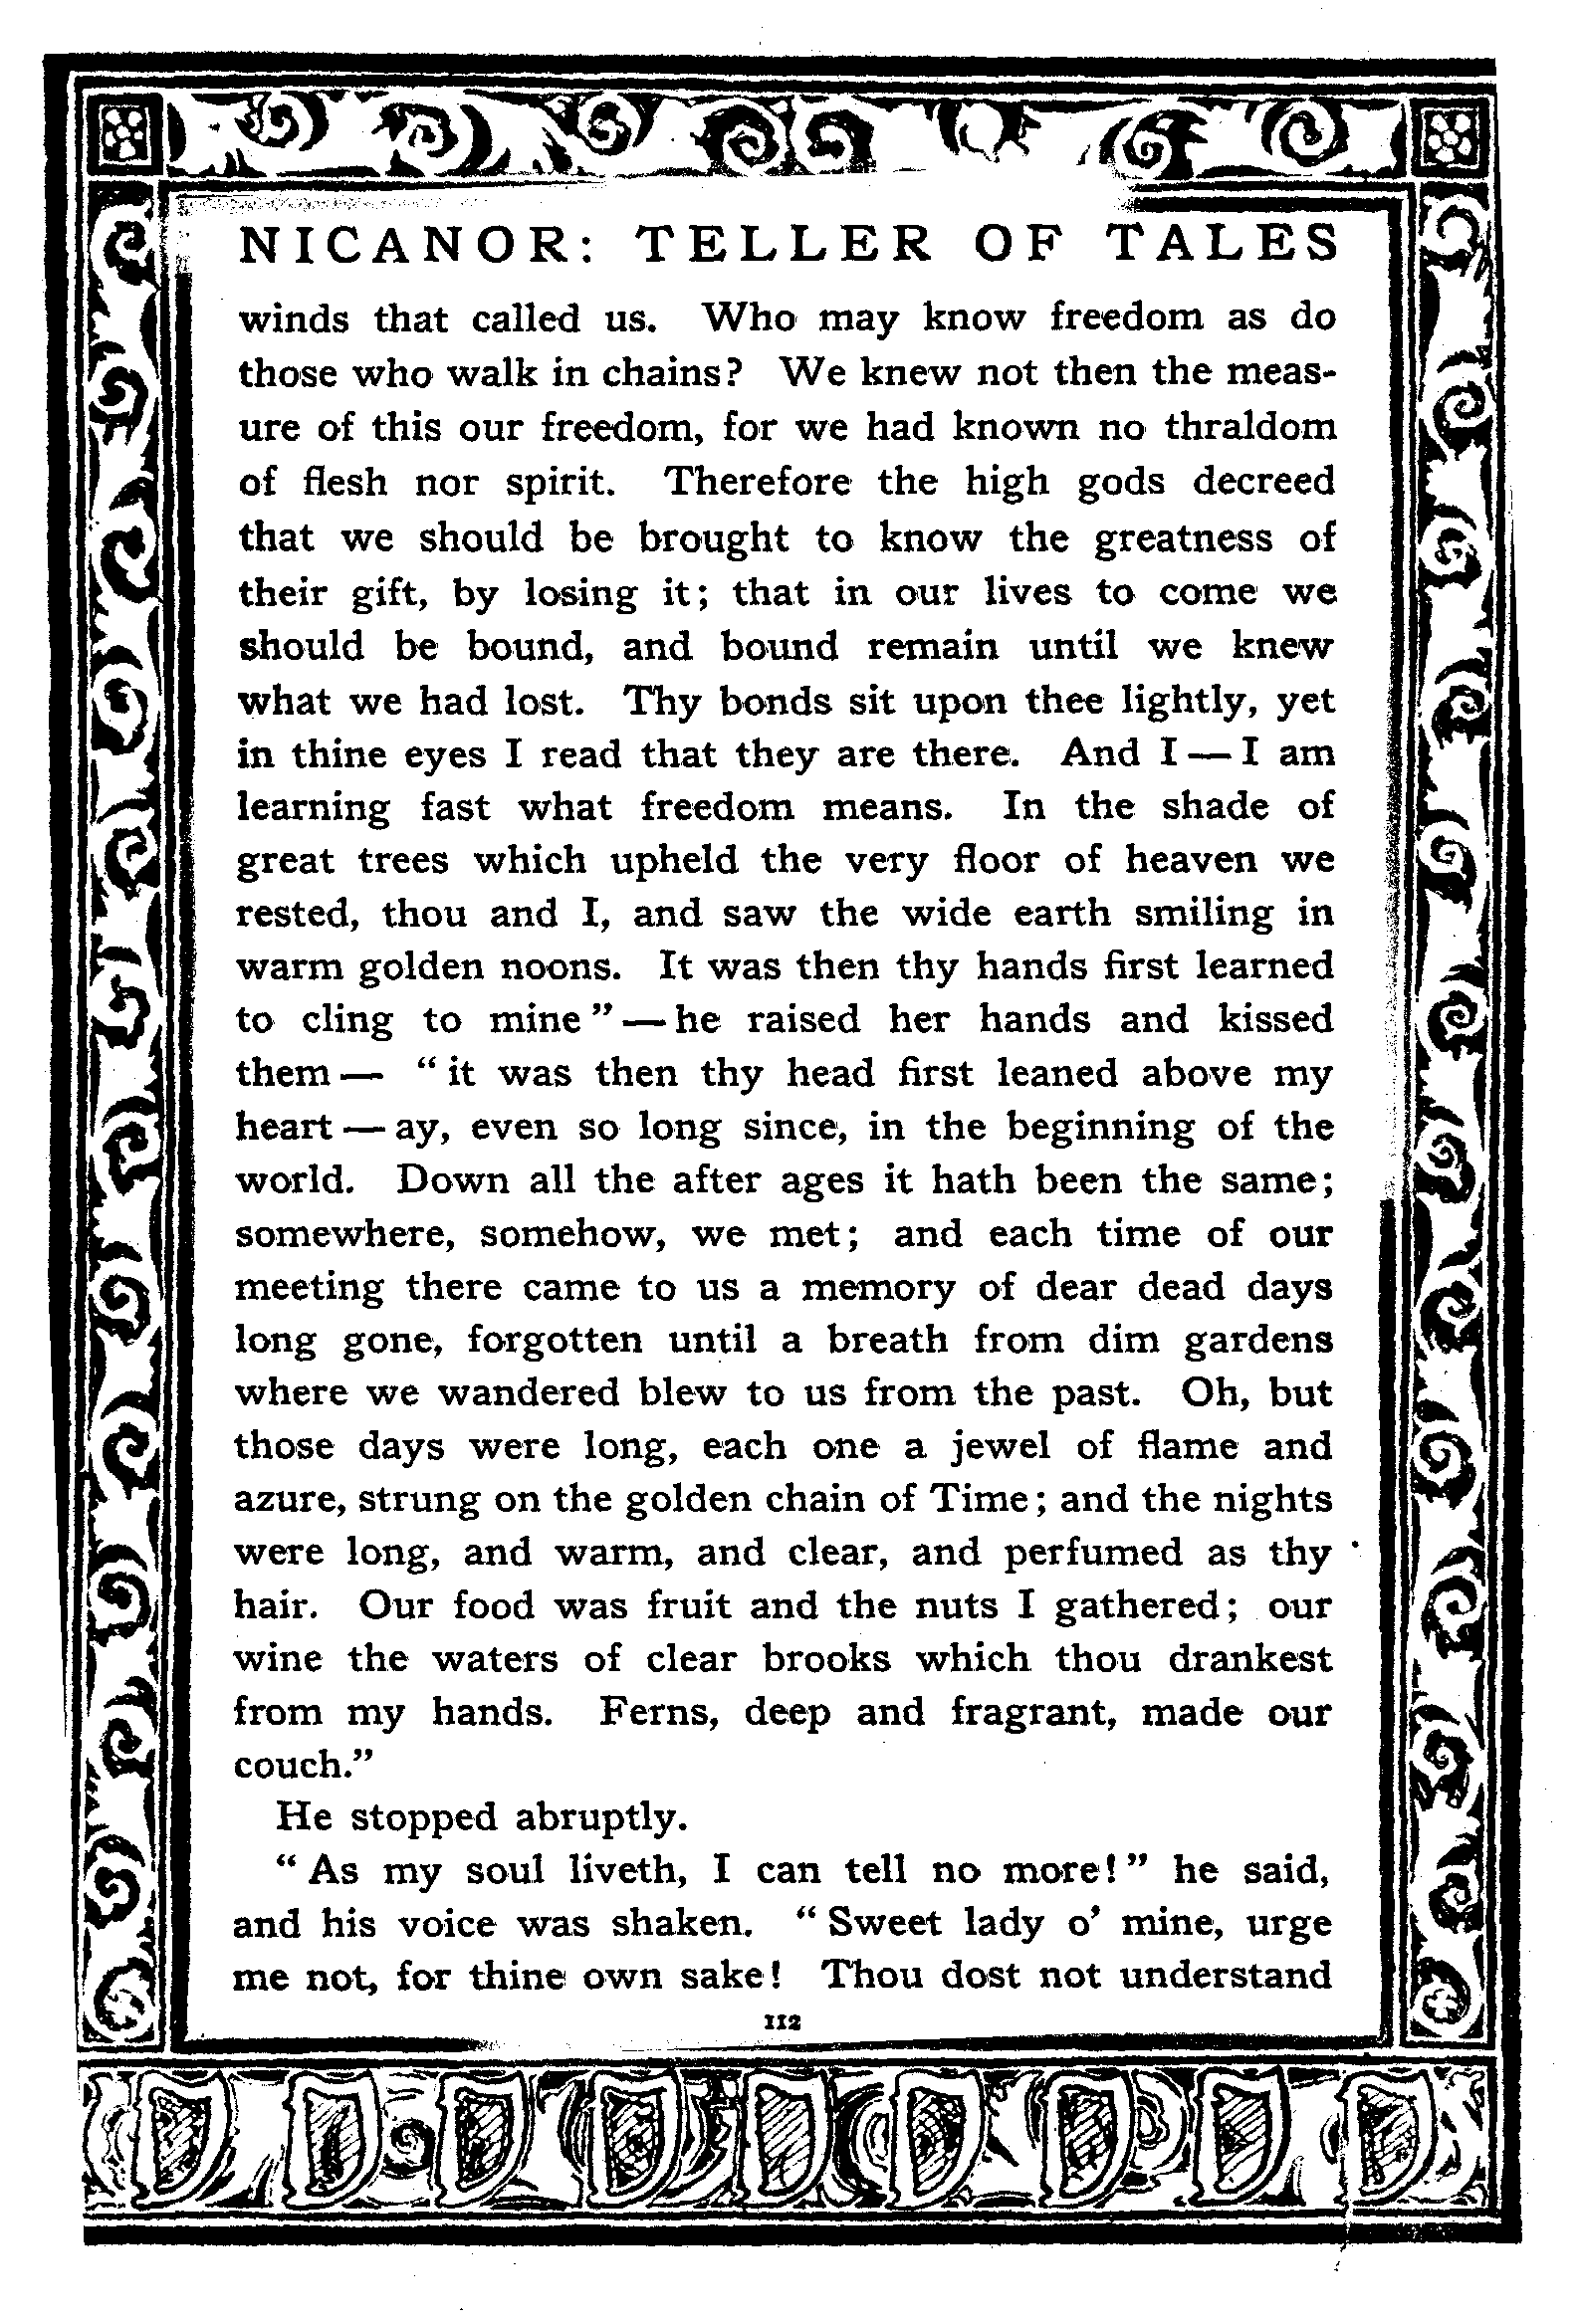 NICANOR: TELLER OF TALES
winds that called us. Who may know freedom as do
those who walk in chains? We knew not then the meas-
ure of this our freedom, for we had known no thraldom
of flesh nor spirit. Therefore the high gods decreed
that we should be brought to know the greatness of
their gift, by losing it; that in our lives to come we
should be bound, and bound remain until we knew
what we had lost. Thy bonds sit upon thee lightly, yet
in thine eyes I read that they are there. And I — I am
learning fast what freedom means. In the shade of
great trees which upheld the very floor of heaven we
rested, thou and I, and saw the wide earth smiling in
warm golden noons. It was then thy hands first learned
to cling to mine” — he raised her hands and kissed
them — “it was then thy head first leaned above my
heart — ay, even so long since, in the beginning of the
world. Down all the after ages it hath been the same;
somewhere, somehow, we met; and each time of our
meeting there came to us a memory of dear dead days
long gone, forgotten until a breath from dim gardens
where we wandered blew to us from the past. Oh, but
those days were long, each one a jewel of flame and
azure, strung on the golden chain of Time; and the nights
were long, and warm, and clear, and perfumed as thy
hair. Our food was fruit and the nuts I gathered; our
wine the waters of clear brooks which thou drankest
from my hands. Ferns, deep and fragrant, made our
couch.”
He stopped abruptly.
“As my soul liveth, I can tell no more!” he said,
and his voice was shaken. “Sweet lady o’ mine, urge
me not, for thine own sake! Thou dost not understand
112